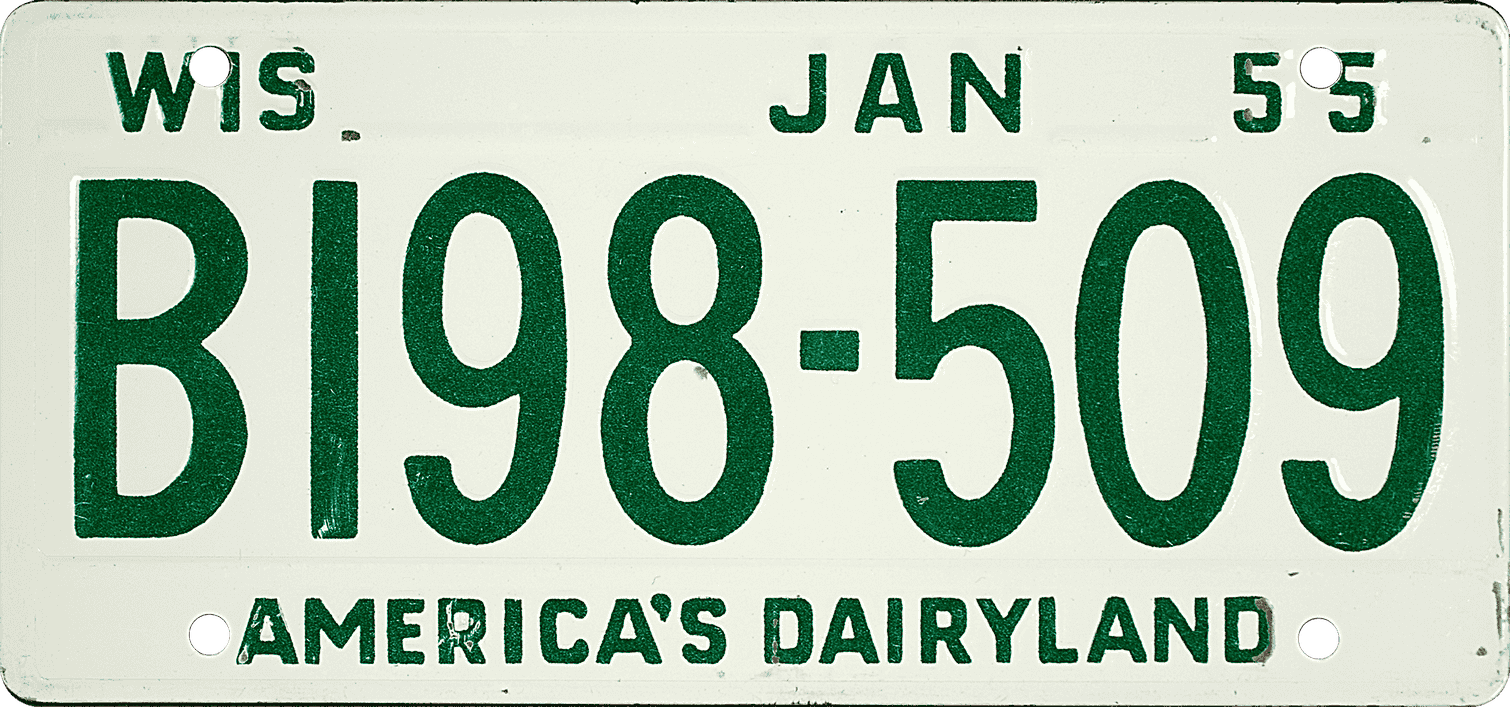 WIS JAN 55
B198-509
AMERICA'S DAIRYLAND